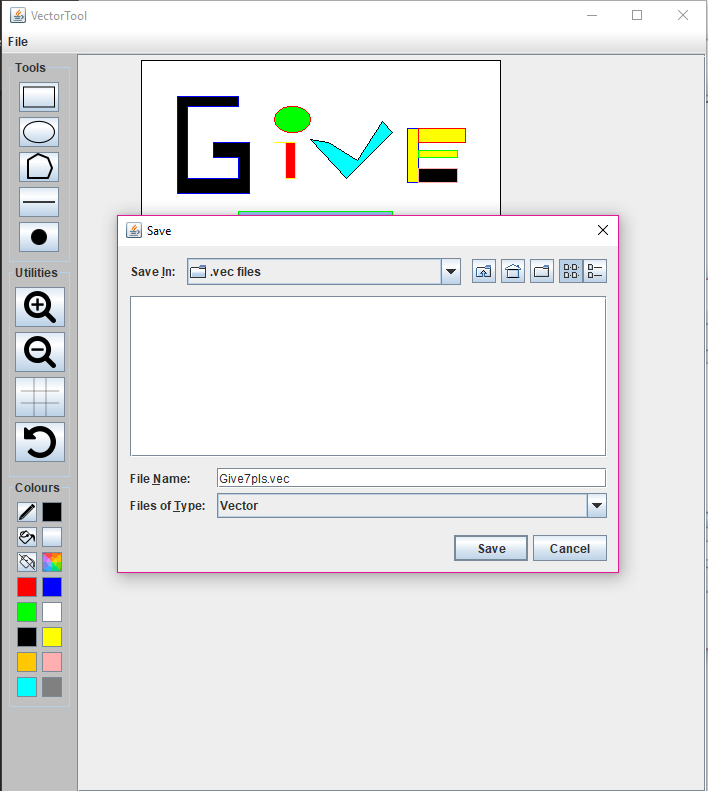 VectorTool
File
Tools
GivE
Save
Save In: .vec files
Utilities
File Name: Give7pls.vec
Files of Type: Vector
Save Cancel
Colours